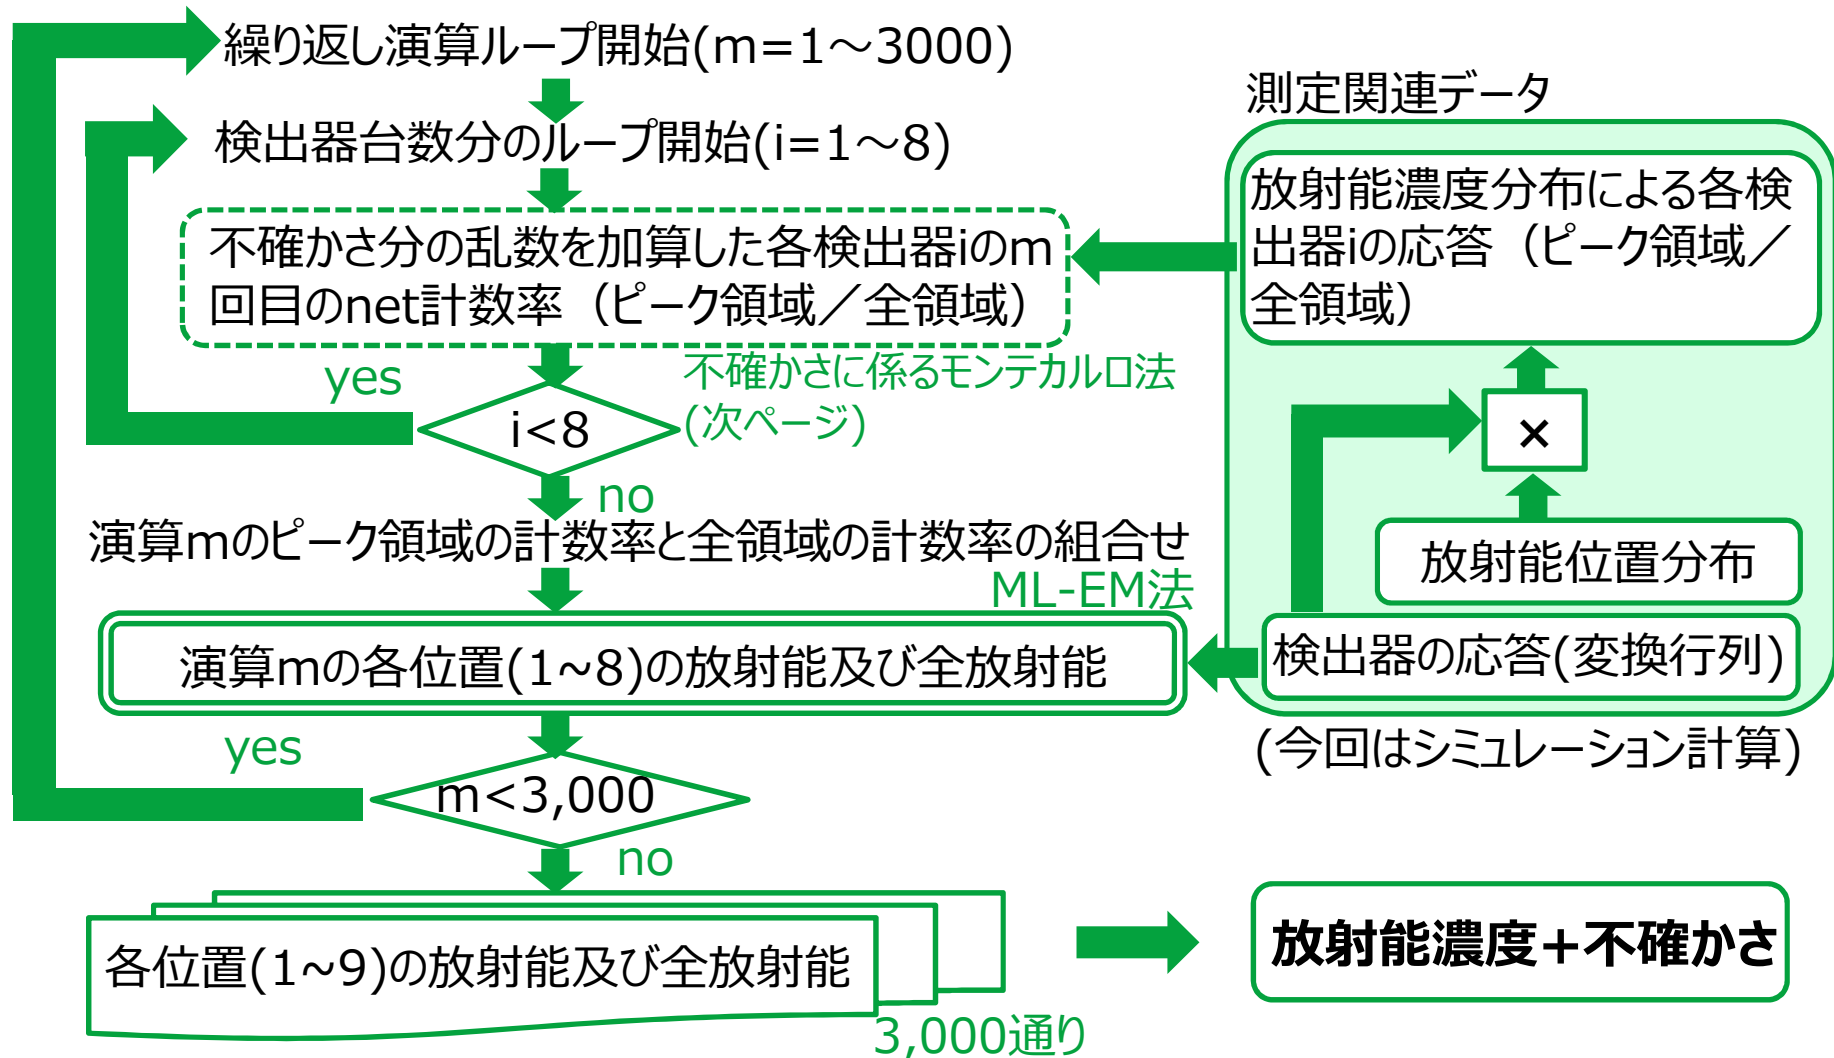 繰り返し演算ループ開始(m=1～3000)
検出器台数分のループ開始(i=1～8)
不確かさ分の乱数を加算した各検出器iのm
回目のnet計数率（ピーク領域／全領域）
yes
不確かさに係るモンテカルロ法
(次ページ)
i<8
no
演算mのピーク領域の計数率と全領域の計数率の組合せ
ML-EM法
演算mの各位置(1~8)の放射能及び全放射能
yes
m<3,000
no
各位置(1~9)の放射能及び全放射能
3,000通り
測定関連データ
放射能濃度分布による各検
出器iの応答（ピーク領域／
全領域）
×
放射能位置分布
検出器の応答(変換行列)
(今回はシミュレーション計算)
放射能濃度+不確かさ